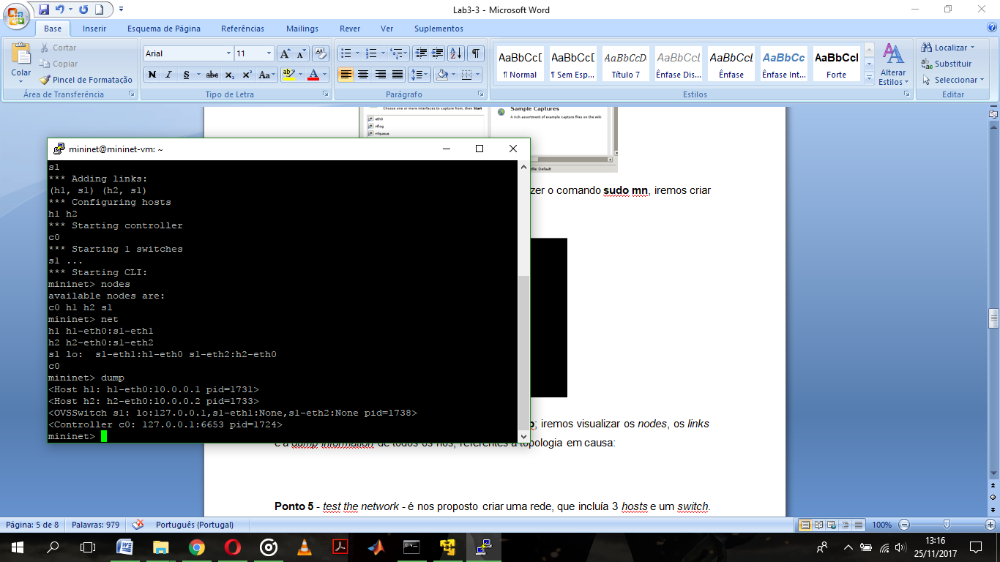 Lab3-3 - Microsoft Word
Base Inserir Esquema de Página Referências Mailings Rever Ver Suplementos
Colar
Cortar
Copiar
Pincel de Formatação
Área de Transferência
Arial 11
N I S abc x₂ x² Aa
Tipo de Letra
Parágrafo
AaBbCcD AaBbCcD AaBbCcD AaBbCcD AaBbCcL AaBbCc AaBbCcI
¶ Normal ¶ Sem Esp... Título 7 Ênfase Dis... Ênfase Ênfase Int... Forte
Estilos
Alterar Estilos
Localizar
Substituir
Seleccionar
Editar
Choose one or more interfaces to capture from, then Start
eth0
nflog
nfqueue
Sample Captures
A rich assortment of example capture files on the wiki
file: Default
zer o comando sudo mn, iremos criar
mininet@mininet-vm: ~
s1
*** Adding links:
(h1, s1) (h2, s1)
*** Configuring hosts
h1 h2
*** Starting controller
c0
*** Starting 1 switches
s1 ...
*** Starting CLI:
mininet> nodes
available nodes are:
c0 h1 h2 s1
mininet> net
h1 h1-eth0:s1-eth1
h2 h2-eth0:s1-eth2
s1 lo:  s1-eth1:h1-eth0 s1-eth2:h2-eth0
c0
mininet> dump
<Host h1: h1-eth0:10.0.0.1 pid=1731>
<Host h2: h2-eth0:10.0.0.2 pid=1733>
<OVSSwitch s1: lo:127.0.0.1,s1-eth1:None,s1-eth2:None pid=1738>
<Controller c0: 127.0.0.1:6653 pid=1724>
mininet>
; iremos visualizar os nodes, os links
e a dump information de todos os nós, referentes à topologia em causa:
Ponto 5 - test the network - é nos proposto criar uma rede, que incluía 3 hosts e um switch.
Página: 5 de 8 Palavras: 979 Português (Portugal) 100%
13:16
25/11/2017